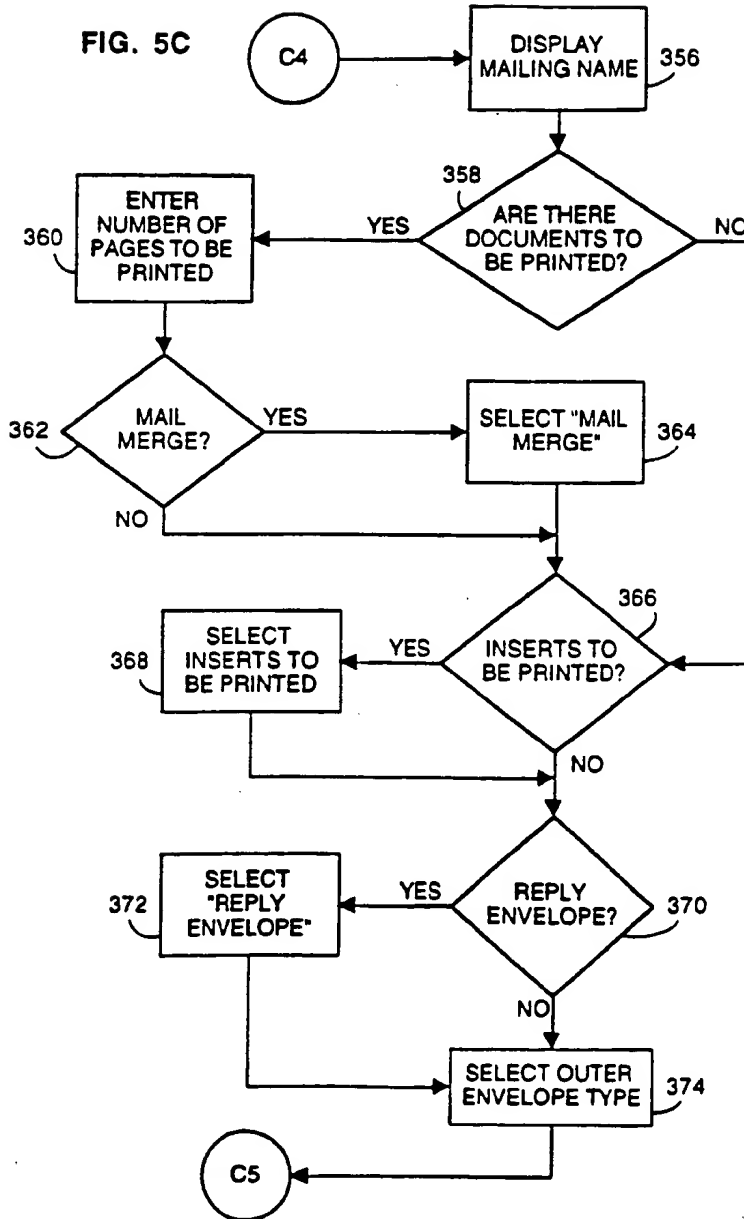 FIG. 5C
C4
DISPLAY
MAILING NAME
356
358
ARE THERE
DOCUMENTS TO
BE PRINTED?
YES
NO
ENTER
NUMBER OF
PAGES TO BE
PRINTED
360
MAIL
MERGE?
362
YES
NO
SELECT "MAIL
MERGE"
364
INSERTS TO
BE PRINTED?
366
YES
NO
SELECT
INSERTS TO
BE PRINTED
368
REPLY
ENVELOPE?
370
YES
NO
SELECT
"REPLY
ENVELOPE"
372
SELECT OUTER
ENVELOPE TYPE
374
C5